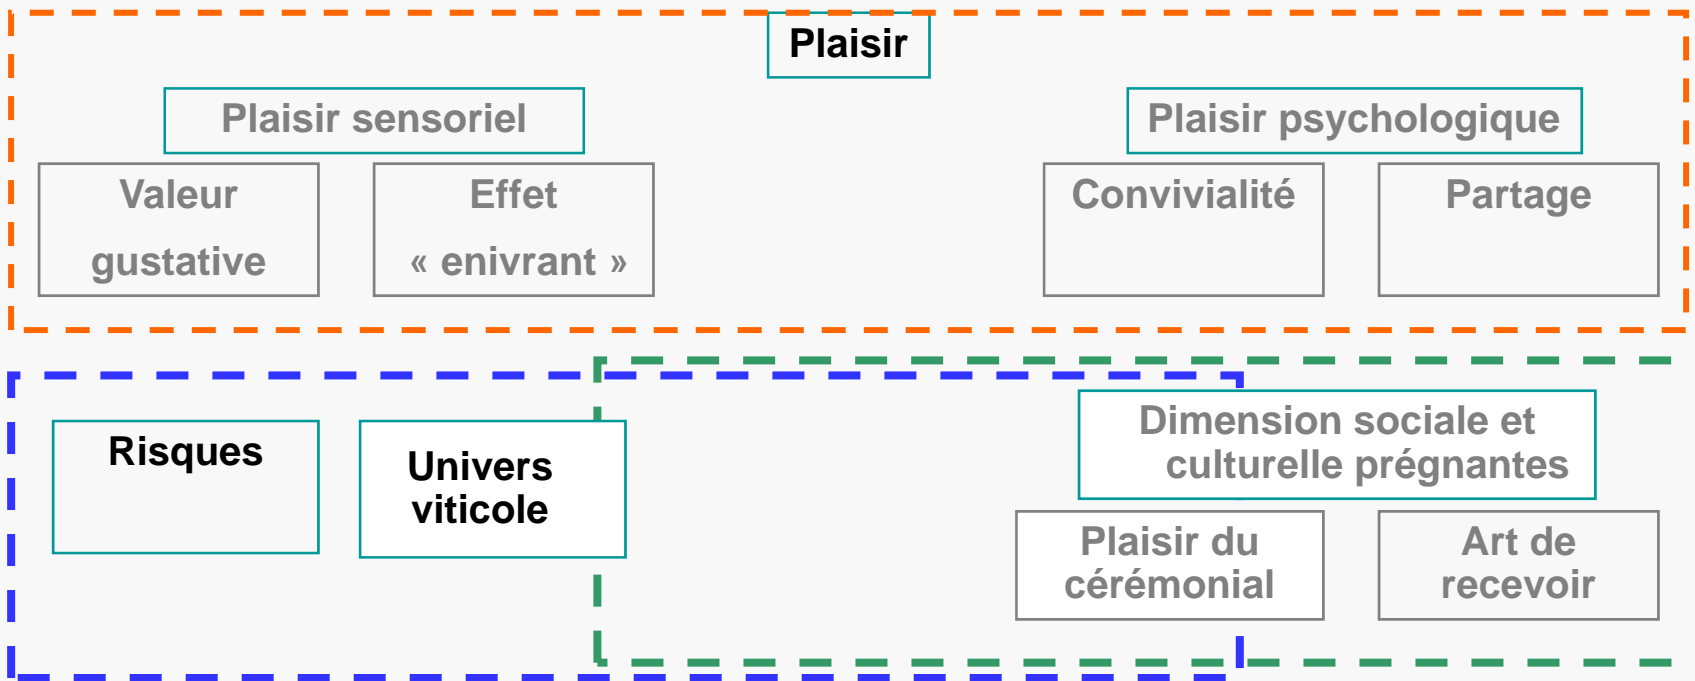 Plaisir
Plaisir sensoriel
Plaisir psychologique
Valeur
gustative
Effet
« enivrant »
Convivialité
Partage
Risques
Univers
viticole
Dimension sociale et
culturelle prégnantes
Plaisir du
cérémonial
Art de
recevoir